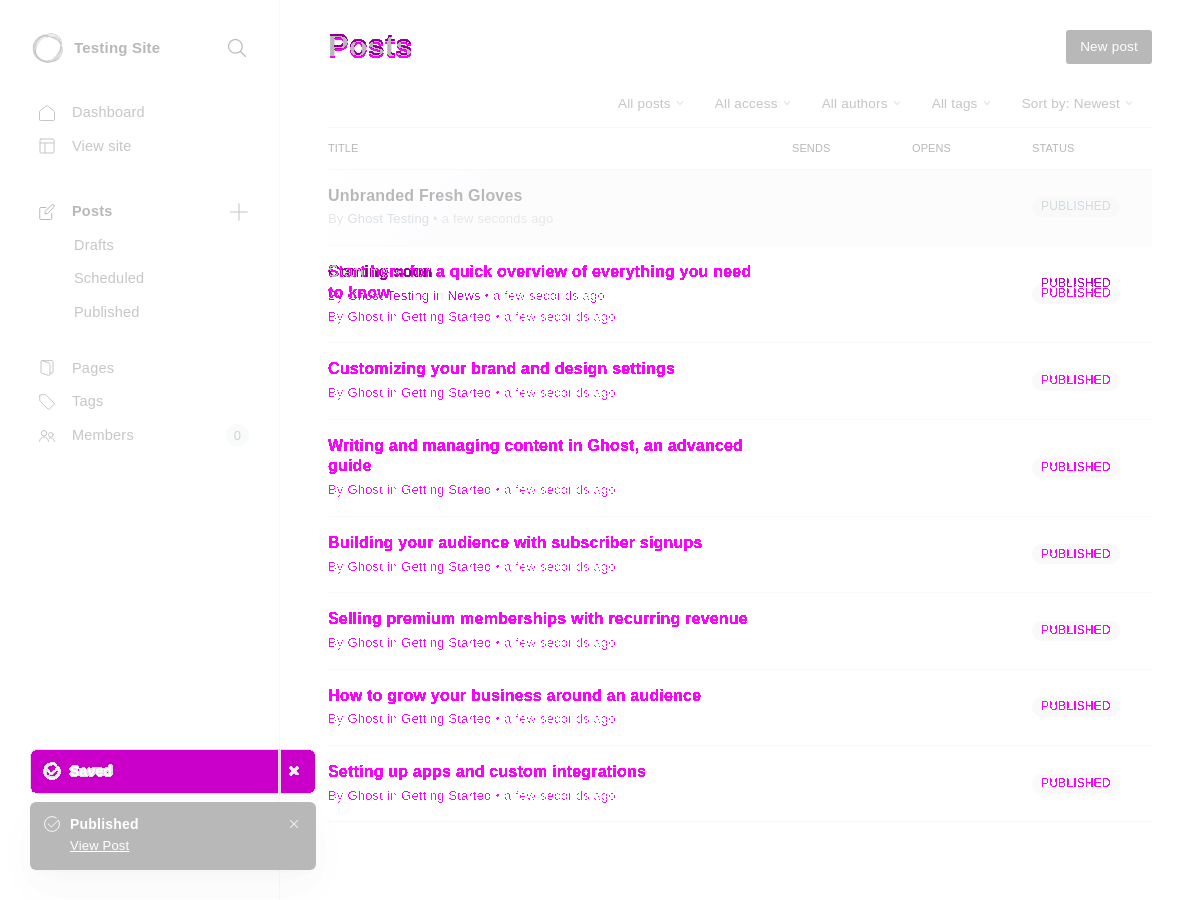 Testing Site
Dashboard
View site
Posts
Drafts
Scheduled
Published
Pages
Tags
Members
0
Posts
New post
All posts
All access
All authors
All tags
Sort by: Newest
TITLE
SENDS
OPENS
STATUS
Unbranded Fresh Gloves
By Ghost Testing • a few seconds ago
PUBLISHED
a quick overview of everything you need
to know
By Ghost Testing in News • a few seconds ago
By Ghost in Getting Started • a few seconds ago
PUBLISHED
PUBLISHED
Customizing your brand and design settings
By Ghost in Getting Started • a few seconds ago
PUBLISHED
Writing and managing content in Ghost, an advanced
guide
By Ghost in Getting Started • a few seconds ago
PUBLISHED
Building your audience with subscriber signups
By Ghost in Getting Started • a few seconds ago
PUBLISHED
Selling premium memberships with recurring revenue
By Ghost in Getting Started • a few seconds ago
PUBLISHED
How to grow your business around an audience
By Ghost in Getting Started • a few seconds ago
PUBLISHED
Setting up apps and custom integrations
By Ghost in Getting Started • a few seconds ago
PUBLISHED
Saved
Published
View Post